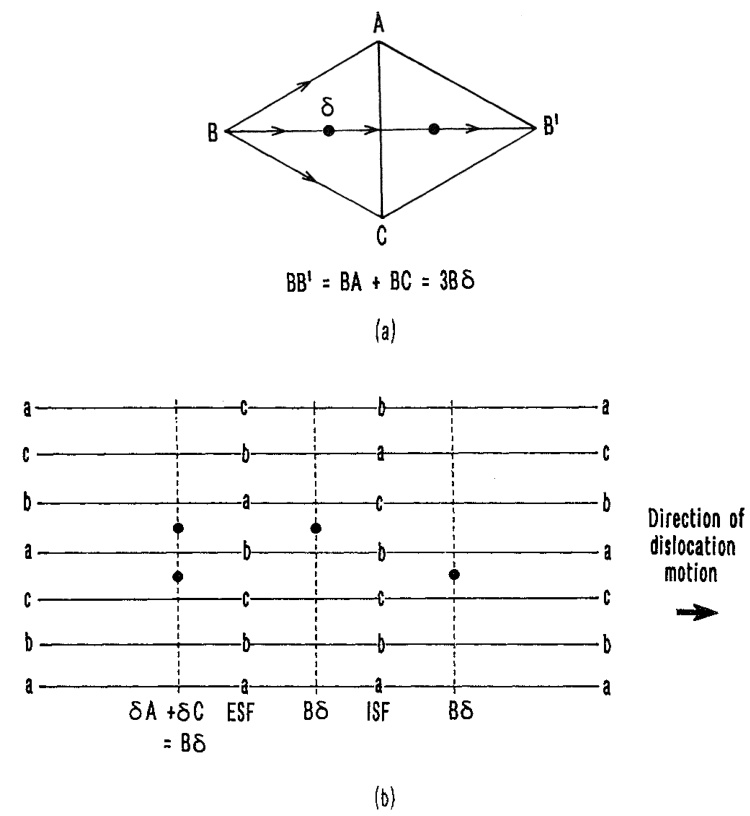 A
δ
B B'
C
BB' = BA + BC = 3Bδ
(a)
a c b a
c b a c
b a c b
a b b a
c c c c
b b b b
a a a a
Direction of
dislocation
motion
δA + δC ESF Bδ ISF Bδ
= Bδ
(b)